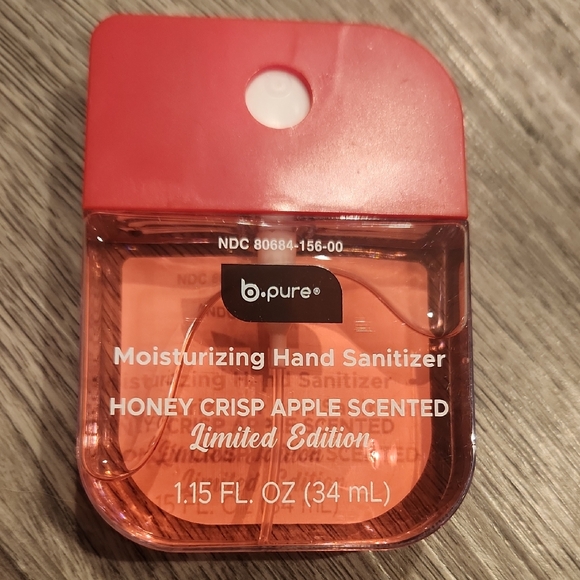 NDC 80684-156-00
b.pure®
Moisturizing Hand Sanitizer
HONEY CRISP APPLE SCENTED
Limited Edition
1.15 FL. OZ (34 mL)